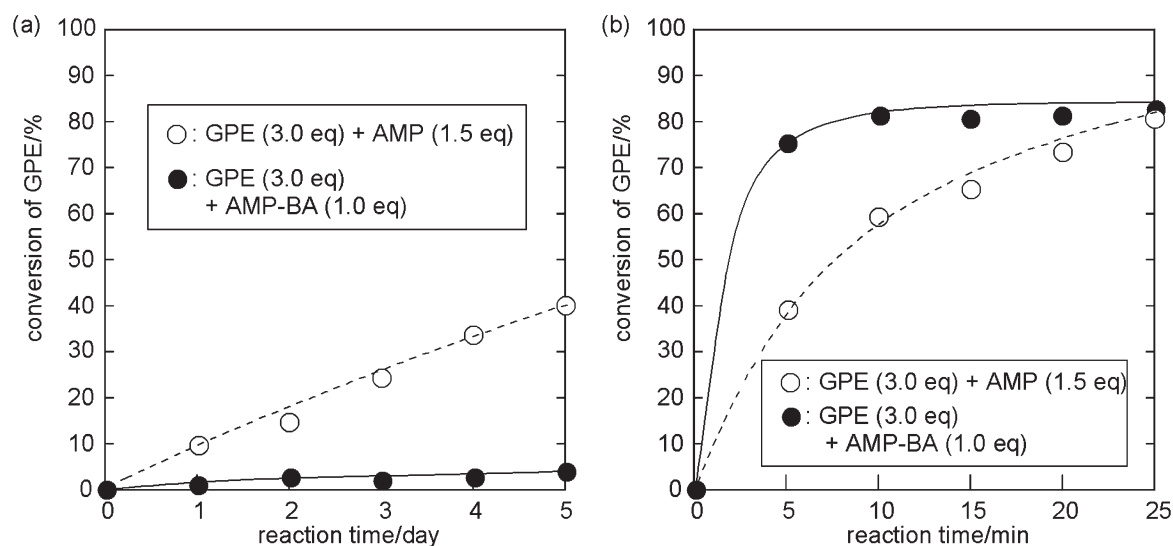 (a)
100
90
80
70
60
50
40
30
20
10
0
conversion of GPE/%
○: GPE (3.0 eq) + AMP (1.5 eq)
●: GPE (3.0 eq)
+ AMP-BA (1.0 eq)
0 1 2 3 4 5
reaction time/day
(b)
100
90
80
70
60
50
40
30
20
10
0
conversion of GPE/%
○: GPE (3.0 eq) + AMP (1.5 eq)
●: GPE (3.0 eq)
+ AMP-BA (1.0 eq)
0 5 10 15 20 25
reaction time/min